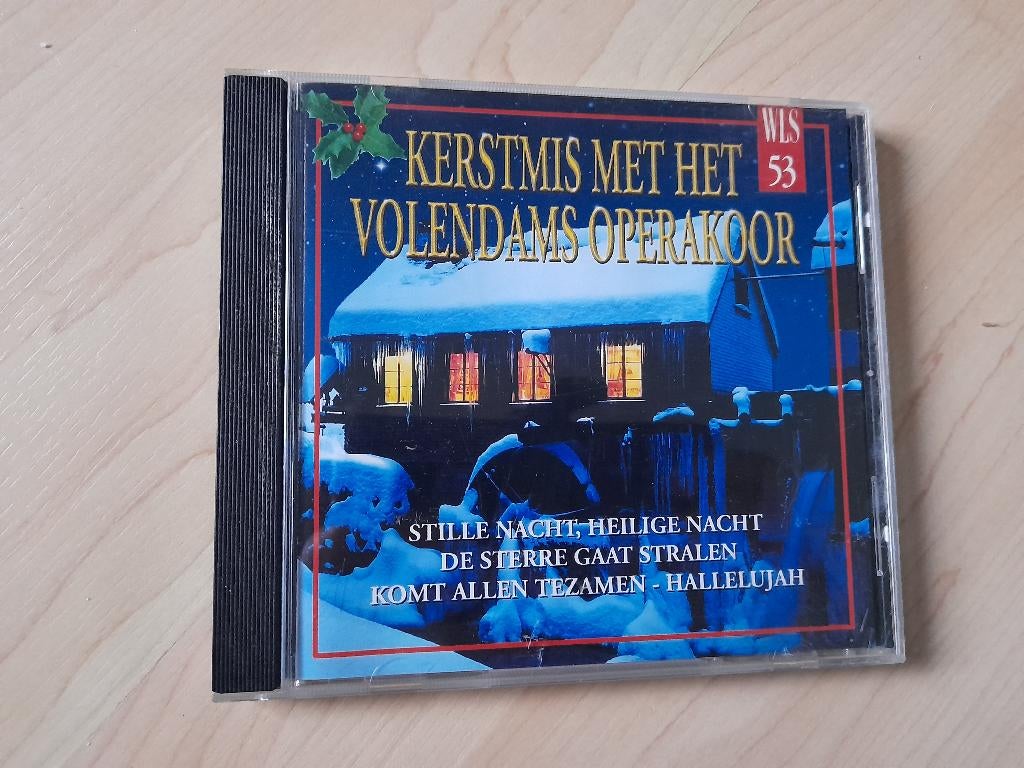 WLS
53
KERSTMIS MET HET
VOLENDAMS OPERAKOOR
STILLE NACHT, HEILIGE NACHT
DE STERRE GAAT STRALEN
KOMT ALLEN TEZAMEN - HALLELUJAH